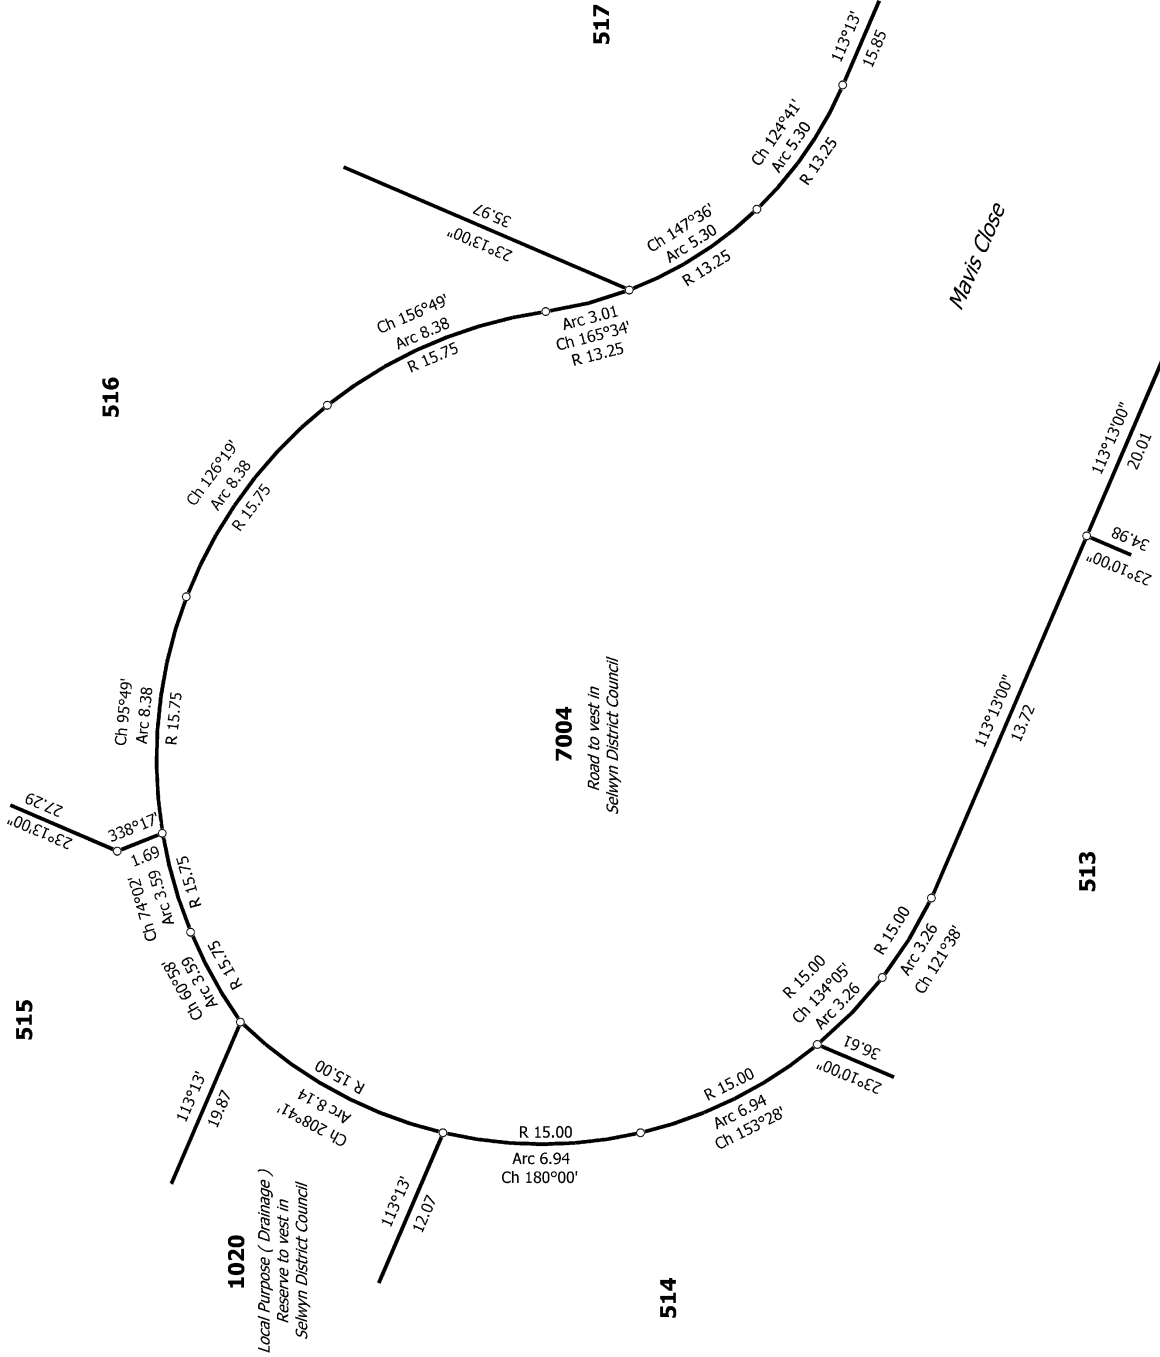 517
113°13'
15.85
Ch 124°41'
Arc 5.30
R 13.25
35.97
23°13'00"
Ch 147°36'
Arc 5.30
R 13.25
Mavis Close
Ch 156°49'
Arc 8.38
R 15.75
Arc 3.01
Ch 165°34'
R 13.25
516
Ch 126°19'
Arc 8.38
R 15.75
113°13'00"
20.01
34.98
23°10'00"
Ch 95°49'
Arc 8.38
R 15.75
7004
Road to vest in
Selwyn District Council
113°13'00"
13.72
27.29
23°13'00"
338°17'
1.69
Ch 74°02'
Arc 3.59
R 15.75
513
Ch 60°58'
Arc 3.59
R 15.75
515
R 15.00
Arc 3.26
Ch 121°38'
R 15.00
Ch 134°05'
Arc 3.26
36.61
23°10'00"
113°13'
19.87
R 15.00
Arc 8.14
Ch 208°41'
R 15.00
Arc 6.94
Ch 153°28'
R 15.00
Arc 6.94
Ch 180°00'
113°13'
12.07
1020
Local Purpose ( Drainage )
Reserve to vest in
Selwyn District Council
514